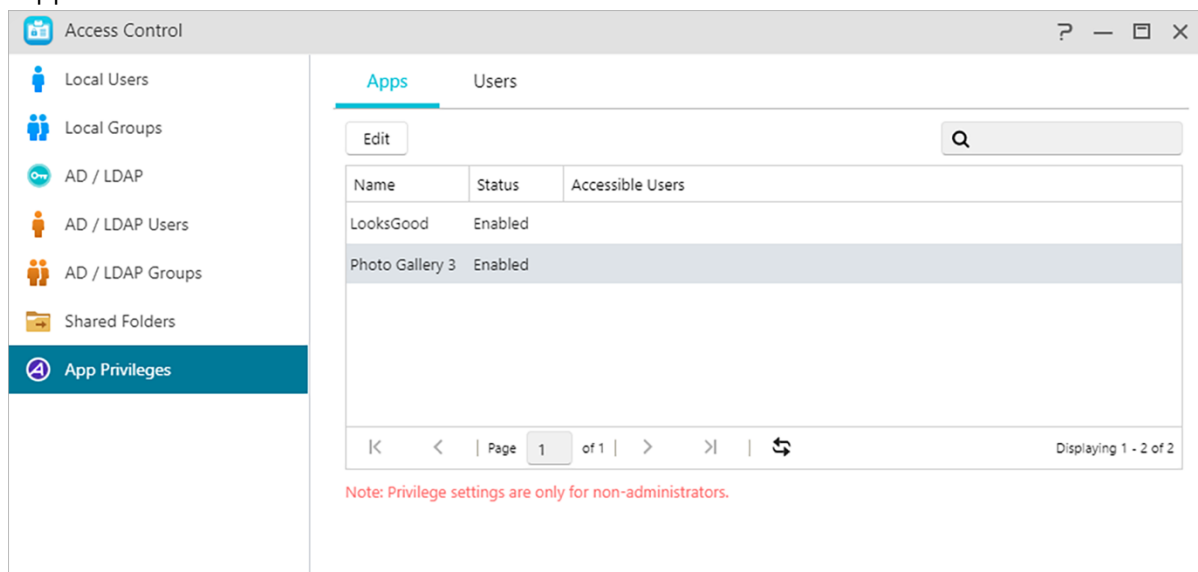 Access Control
Local Users
Local Groups
AD / LDAP
AD / LDAP Users
AD / LDAP Groups
Shared Folders
App Privileges
Apps Users
Edit
Name Status Accessible Users
LooksGood Enabled
Photo Gallery 3 Enabled
Page 1 of 1 Displaying 1 - 2 of 2
Note: Privilege settings are only for non-administrators.